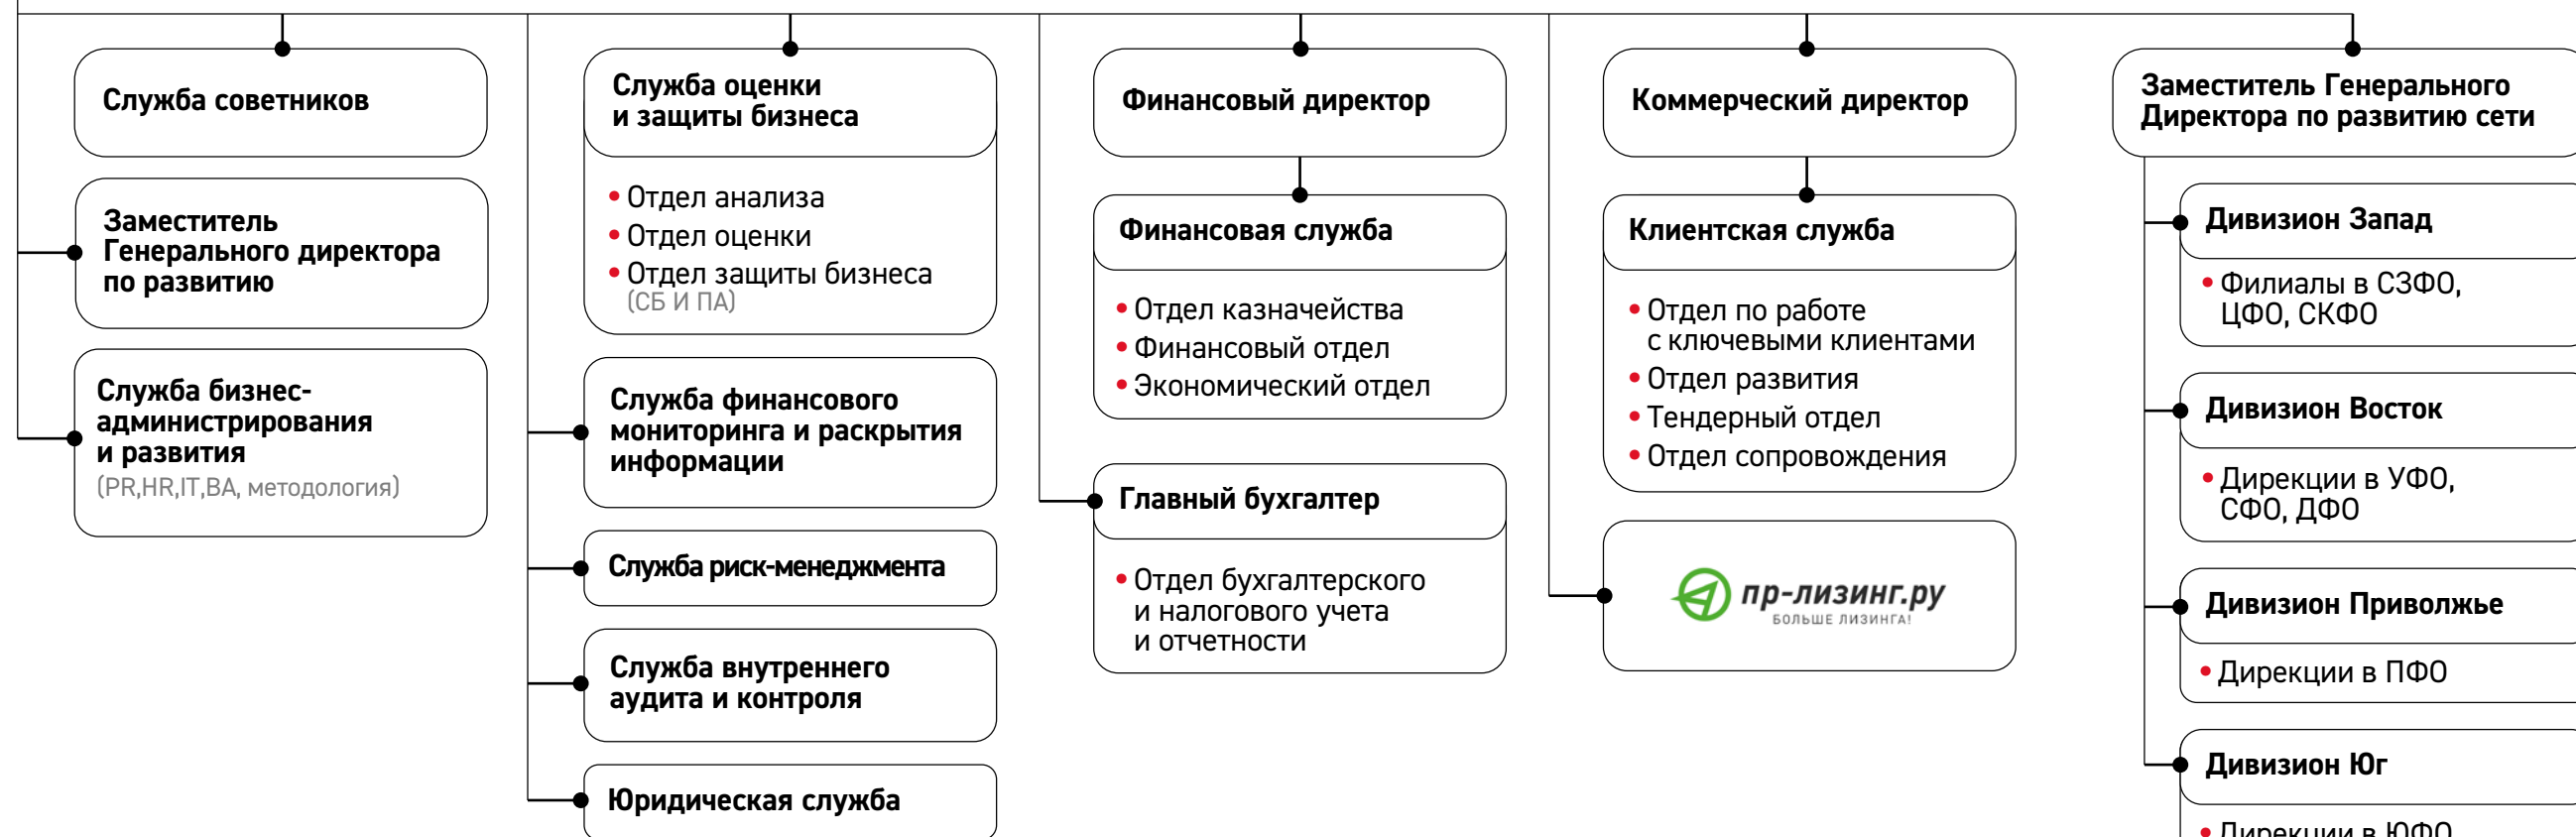 Служба советников
Заместитель
Генерального директора
по развитию
Служба бизнес-
администрирования
и развития
(PR,HR,IT,BA, методология)
Служба оценки
и защиты бизнеса
• Отдел анализа
• Отдел оценки
• Отдел защиты бизнеса
(СБ И ПА)
Служба финансового
мониторинга и раскрытия
информации
Служба риск-менеджмента
Служба внутреннего
аудита и контроля
Юридическая служба
Финансовый директор
Финансовая служба
• Отдел казначейства
• Финансовый отдел
• Экономический отдел
Главный бухгалтер
• Отдел бухгалтерского
и налогового учета
и отчетности
Коммерческий директор
Клиентская служба
• Отдел по работе
с ключевыми клиентами
• Отдел развития
• Тендерный отдел
• Отдел сопровождения
пр-лизинг.ру
БОЛЬШЕ ЛИЗИНГА!
Заместитель Генерального
Директора по развитию сети
Дивизион Запад
• Филиалы в СЗФО,
ЦФО, СКФО
Дивизион Восток
• Дирекции в УФО,
СФО, ДФО
Дивизион Приволжье
• Дирекции в ПФО
Дивизион Юг
• Дирекции в ЮФО